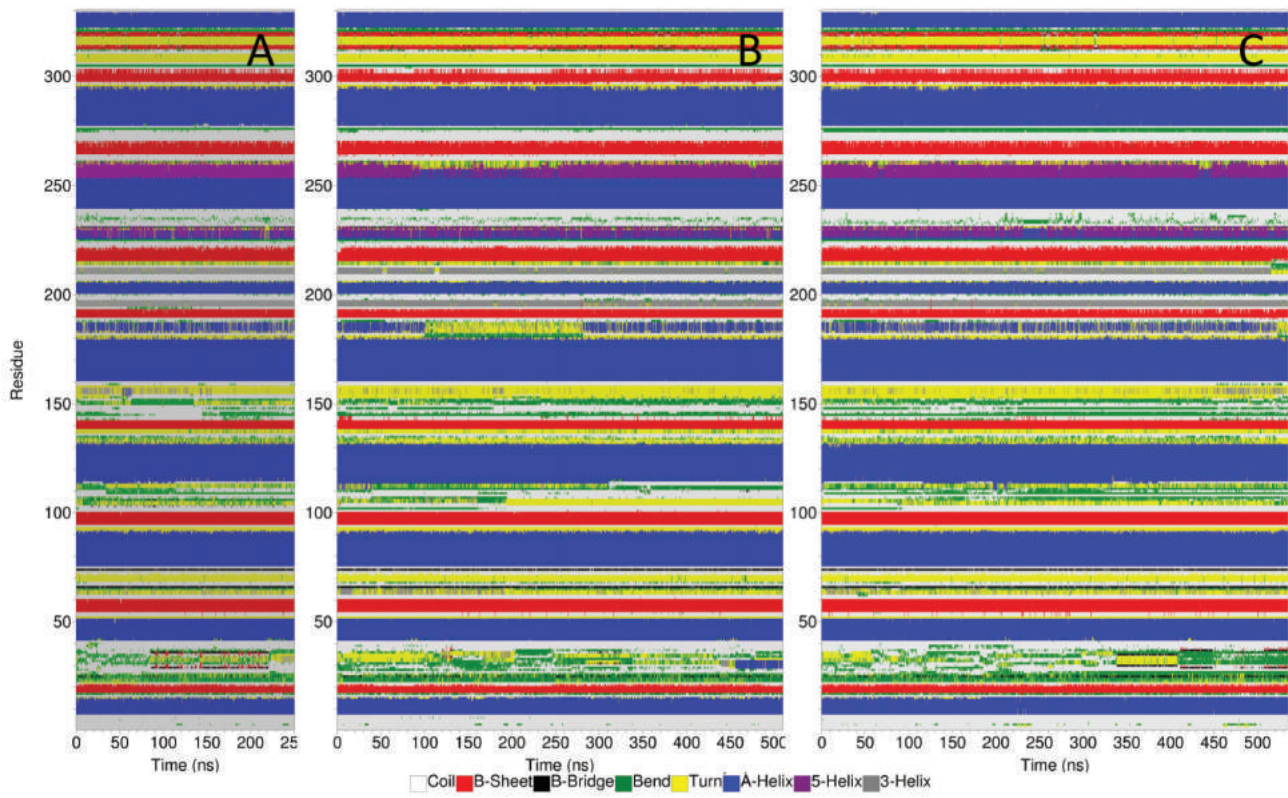 A B C
300 300 300
250 250 250
200 200 200
150 150 150
100 100 100
50 50 50
Residue
0 50 100 150 200 25 0 50 100 150 200 250 300 350 400 450 500 0 50 100 150 200 250 300 350 400 450 500
Time (ns) Time (ns) Time (ns)
Coil B-Sheet B-Bridge Bend Turn A-Helix 5-Helix 3-Helix